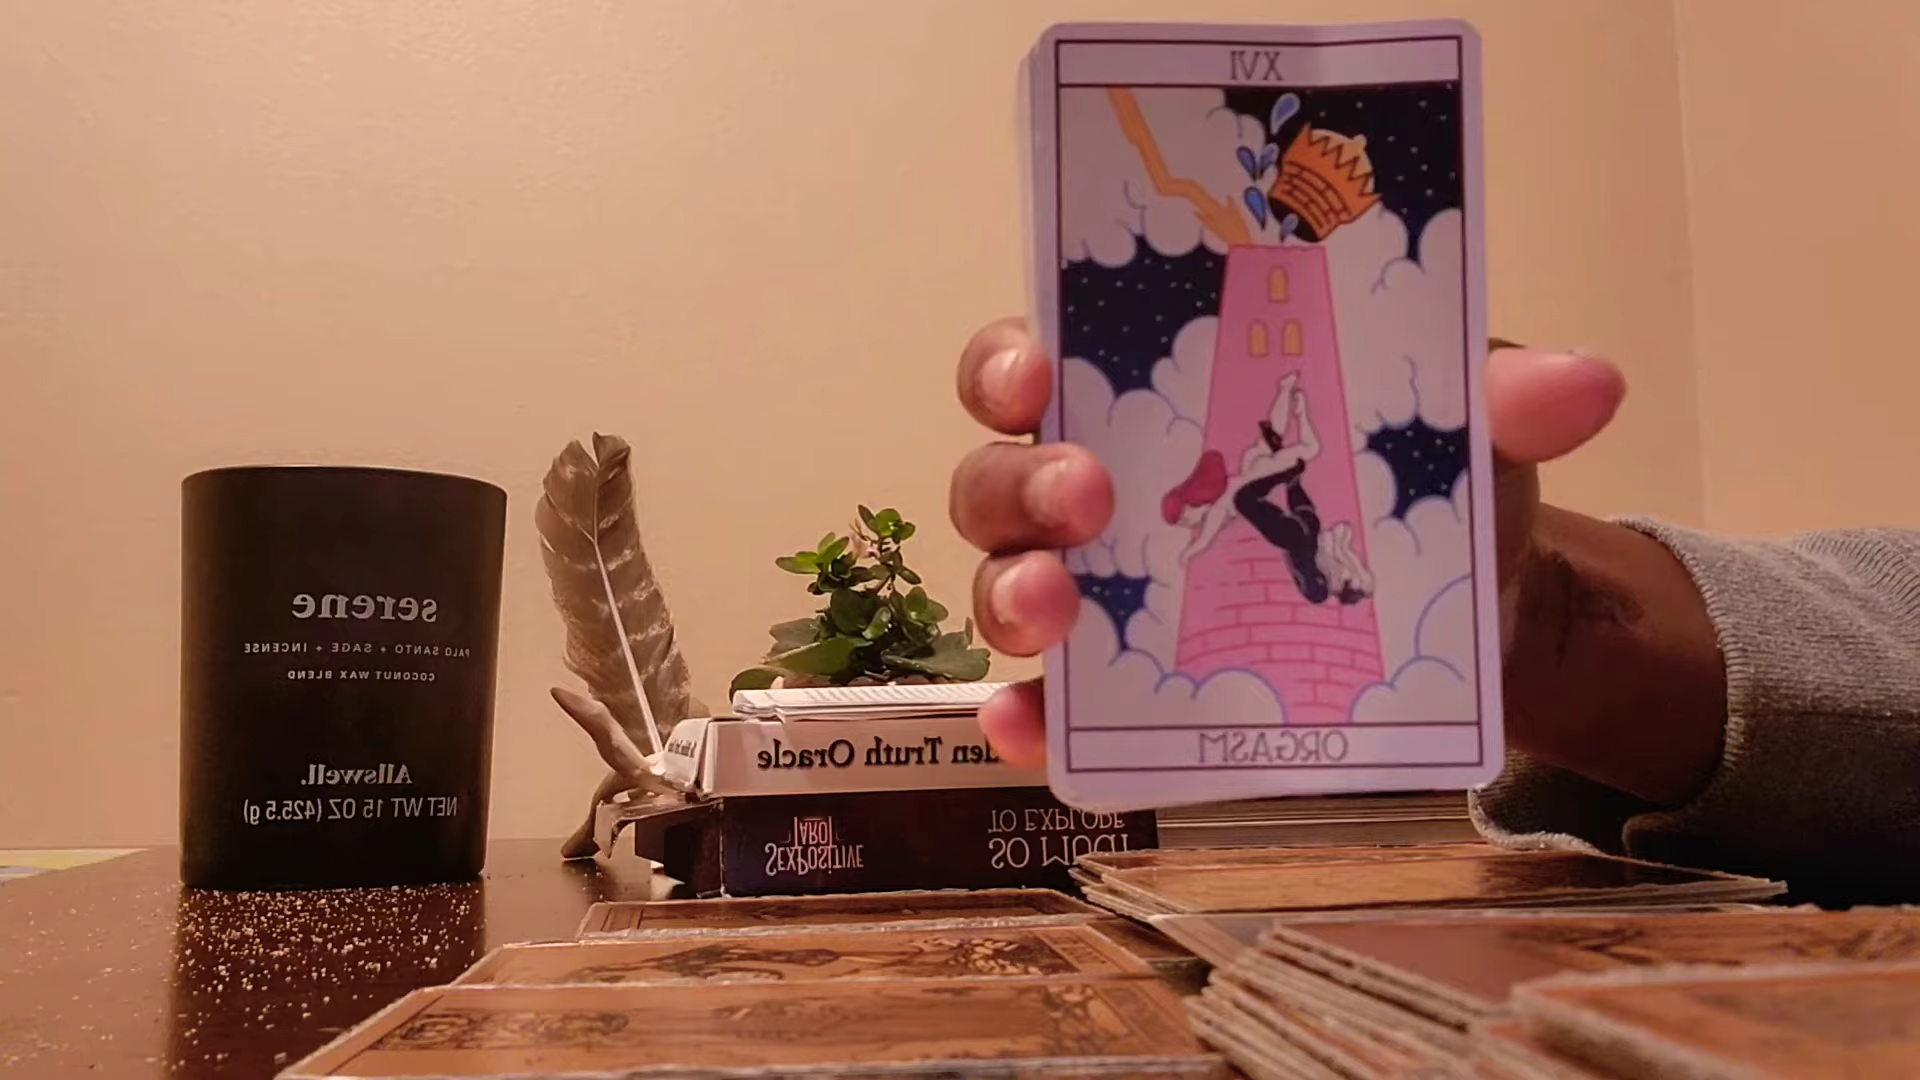 XVI
ORGASM
serene
PALO SANTO + SAGE + INCENSE
COCONUT WAX BLEND
Allswell.
NET WT 15 OZ (425.5 g)
Truth Oracle
SEXPOSITIVE
TAROT
SO MUCH
TO EXPLORE